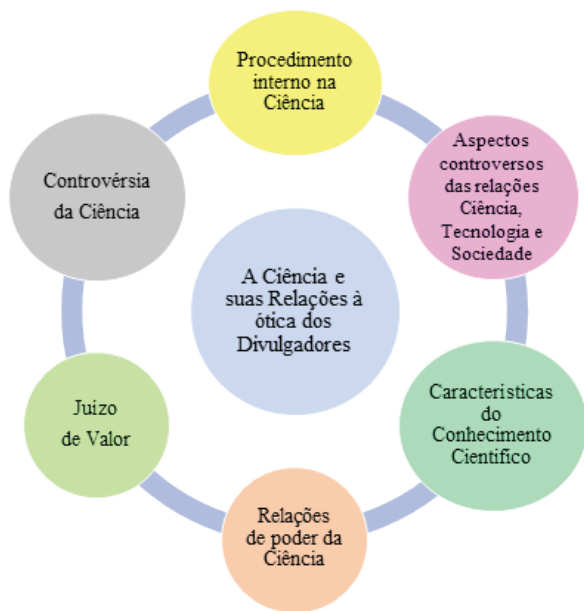 Procedimento
interno na
Ciência
Aspectos
controversos
das relações
Ciência,
Tecnologia e
Sociedade
Características
do
Conhecimento
Científico
Relações
de poder da
Ciência
Juizo
de Valor
Controvérsia
da Ciência
A Ciência e
suas Relações à
ótica dos
Divulgadores